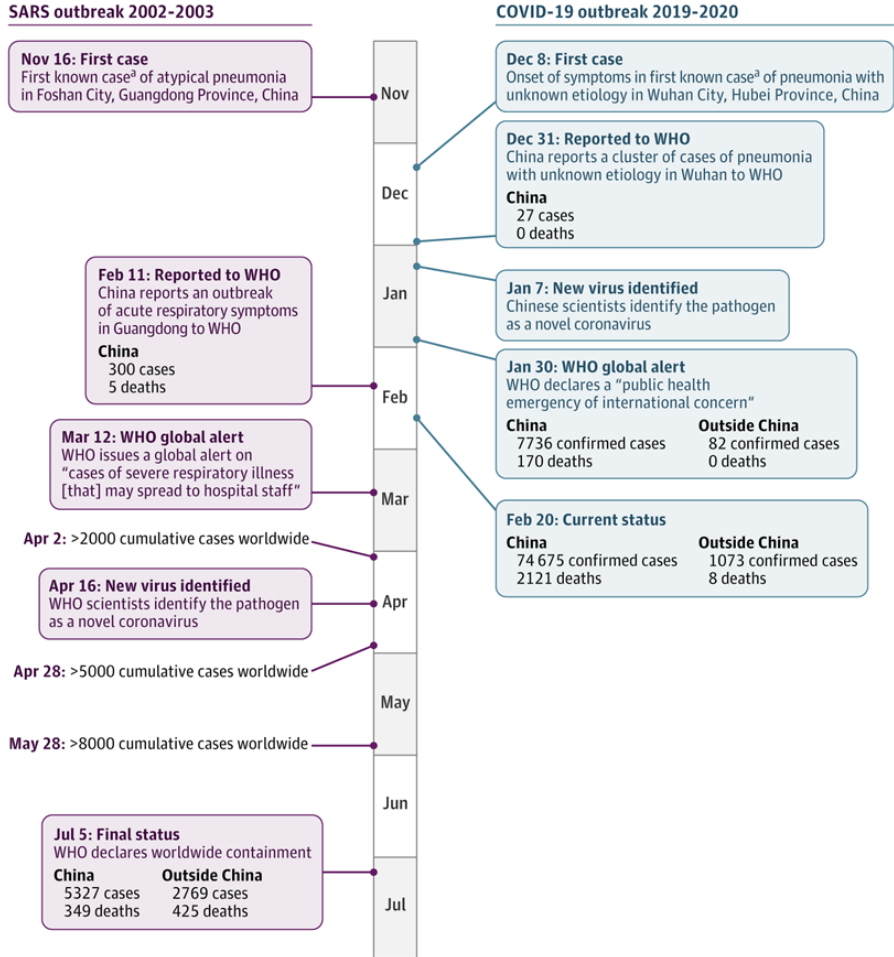 SARS outbreak 2002-2003
Nov 16: First case
First known caseª of atypical pneumonia
in Foshan City, Guangdong Province, China
Feb 11: Reported to WHO
China reports an outbreak
of acute respiratory symptoms
in Guangdong to WHO
China
300 cases
5 deaths
Mar 12: WHO global alert
WHO issues a global alert on
“cases of severe respiratory illness
[that] may spread to hospital staff”
Apr 2: >2000 cumulative cases worldwide
Apr 16: New virus identified
WHO scientists identify the pathogen
as a novel coronavirus
Apr 28: >5000 cumulative cases worldwide
May 28: >8000 cumulative cases worldwide
Jul 5: Final status
WHO declares worldwide containment
China Outside China
5327 cases 2769 cases
349 deaths 425 deaths
Nov
Dec
Jan
Feb
Mar
Apr
May
Jun
Jul
COVID-19 outbreak 2019-2020
Dec 8: First case
Onset of symptoms in first known caseª of pneumonia with
unknown etiology in Wuhan City, Hubei Province, China
Dec 31: Reported to WHO
China reports a cluster of cases of pneumonia
with unknown etiology in Wuhan to WHO
China
27 cases
0 deaths
Jan 7: New virus identified
Chinese scientists identify the pathogen
as a novel coronavirus
Jan 30: WHO global alert
WHO declares a “public health
emergency of international concern”
China Outside China
7736 confirmed cases 82 confirmed cases
170 deaths 0 deaths
Feb 20: Current status
China Outside China
74 675 confirmed cases 1073 confirmed cases
2121 deaths 8 deaths